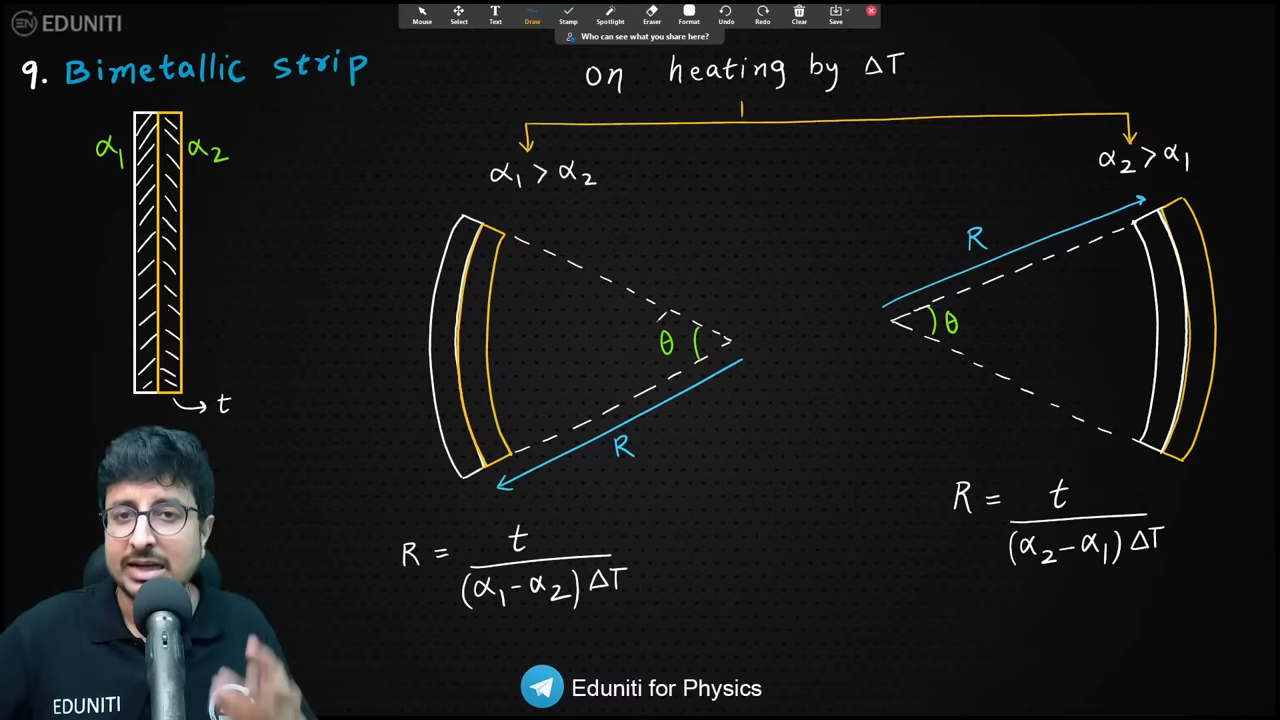 EN EDUNITI
Mouse Select Text Draw Stamp Spotlight Eraser Format Undo Redo Clear Save
Who can see what you share here?
9. Bimetallic strip
on heating by ΔT
α₁ α₂
t
α₁ > α₂
θ
R
R = t / (α₁ - α₂) ΔT
α₂ > α₁
R
θ
R = t / (α₂ - α₁) ΔT
EDUNITI
Eduniti for Physics